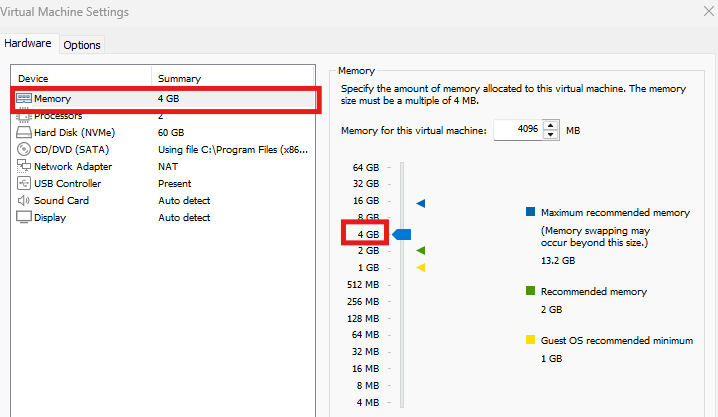 Virtual Machine Settings
Hardware
Options
Device Summary
Memory 4 GB
Processors 2
Hard Disk (NVMe) 60 GB
CD/DVD (SATA) Using file C:\Program Files (x86...
Network Adapter NAT
USB Controller Present
Sound Card Auto detect
Display Auto detect
Memory
Specify the amount of memory allocated to this virtual machine. The memory
size must be a multiple of 4 MB.
Memory for this virtual machine: 4096 MB
64 GB
32 GB
16 GB
8 GB
4 GB
2 GB
1 GB
512 MB
256 MB
128 MB
64 MB
32 MB
16 MB
8 MB
4 MB
Maximum recommended memory
(Memory swapping may
occur beyond this size.)
13.2 GB
Recommended memory
2 GB
Guest OS recommended minimum
1 GB